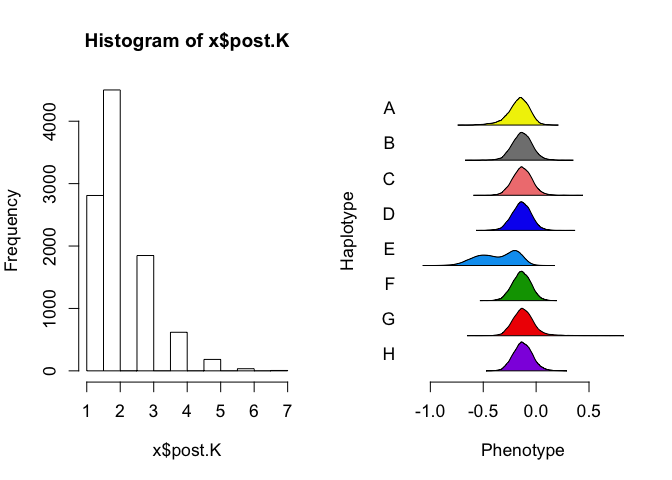 Histogram of x$post.K
Frequency
4000
3000
2000
1000
0
1 2 3 4 5 6 7
x$post.K
Haplotype
A
B
C
D
E
F
G
H
-1.0 -0.5 0.0 0.5
Phenotype